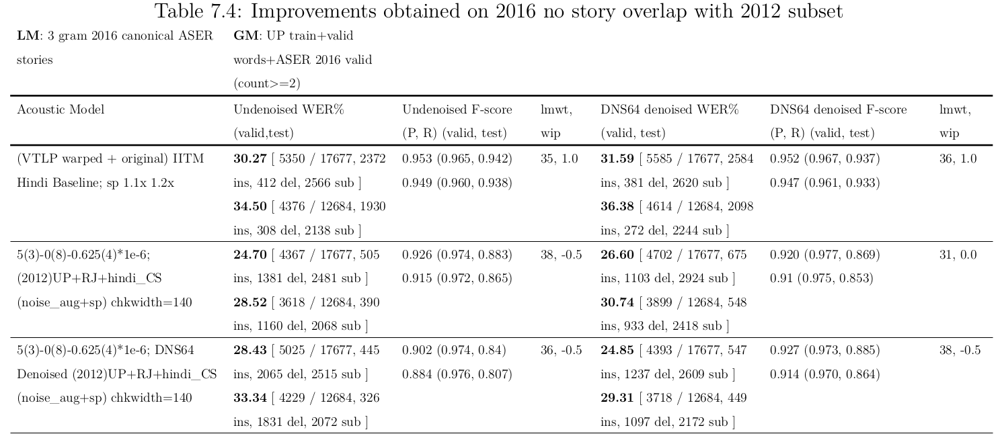 Table 7.4: Improvements obtained on 2016 no story overlap with 2012 subset
LM: 3 gram 2016 canonical ASER GM: UP train+valid
stories words+ASER 2016 valid
(count>=2)
Acoustic Model Undenoised WER% Undenoised F-score lmwt, DNS64 denoised WER% DNS64 denoised F-score lmwt,
(valid,test) (P, R) (valid, test) wip (valid, test) (P, R) (valid, test) wip
(VTLP warped + original) IITM 30.27 [ 5350 / 17677, 2372 0.953 (0.965, 0.942) 35, 1.0 31.59 [ 5585 / 17677, 2584 0.952 (0.967, 0.937) 36, 1.0
Hindi Baseline; sp 1.1x 1.2x ins, 412 del, 2566 sub ] 0.949 (0.960, 0.938) ins, 381 del, 2620 sub ] 0.947 (0.961, 0.933)
34.50 [ 4376 / 12684, 1930 36.38 [ 4614 / 12684, 2098
ins, 308 del, 2138 sub ] ins, 272 del, 2244 sub ]
5(3)-0(8)-0.625(4)*1e-6; 24.70 [ 4367 / 17677, 505 0.926 (0.974, 0.883) 38, -0.5 26.60 [ 4702 / 17677, 675 0.920 (0.977, 0.869) 31, 0.0
(2012)UP+RJ+hindi_CS ins, 1381 del, 2481 sub ] 0.915 (0.972, 0.865) ins, 1103 del, 2924 sub ] 0.91 (0.975, 0.853)
(noise_aug+sp) chkwidth=140 28.52 [ 3618 / 12684, 390 30.74 [ 3899 / 12684, 548
ins, 1160 del, 2068 sub ] ins, 933 del, 2418 sub ]
5(3)-0(8)-0.625(4)*1e-6; DNS64 28.43 [ 5025 / 17677, 445 0.902 (0.974, 0.84) 36, -0.5 24.85 [ 4393 / 17677, 547 0.927 (0.973, 0.885) 38, -0.5
Denoised (2012)UP+RJ+hindi_CS ins, 2065 del, 2515 sub ] 0.884 (0.976, 0.807) ins, 1237 del, 2609 sub ] 0.914 (0.970, 0.864)
(noise_aug+sp) chkwidth=140 33.34 [ 4229 / 12684, 326 29.31 [ 3718 / 12684, 449
ins, 1831 del, 2072 sub ] ins, 1097 del, 2172 sub ]